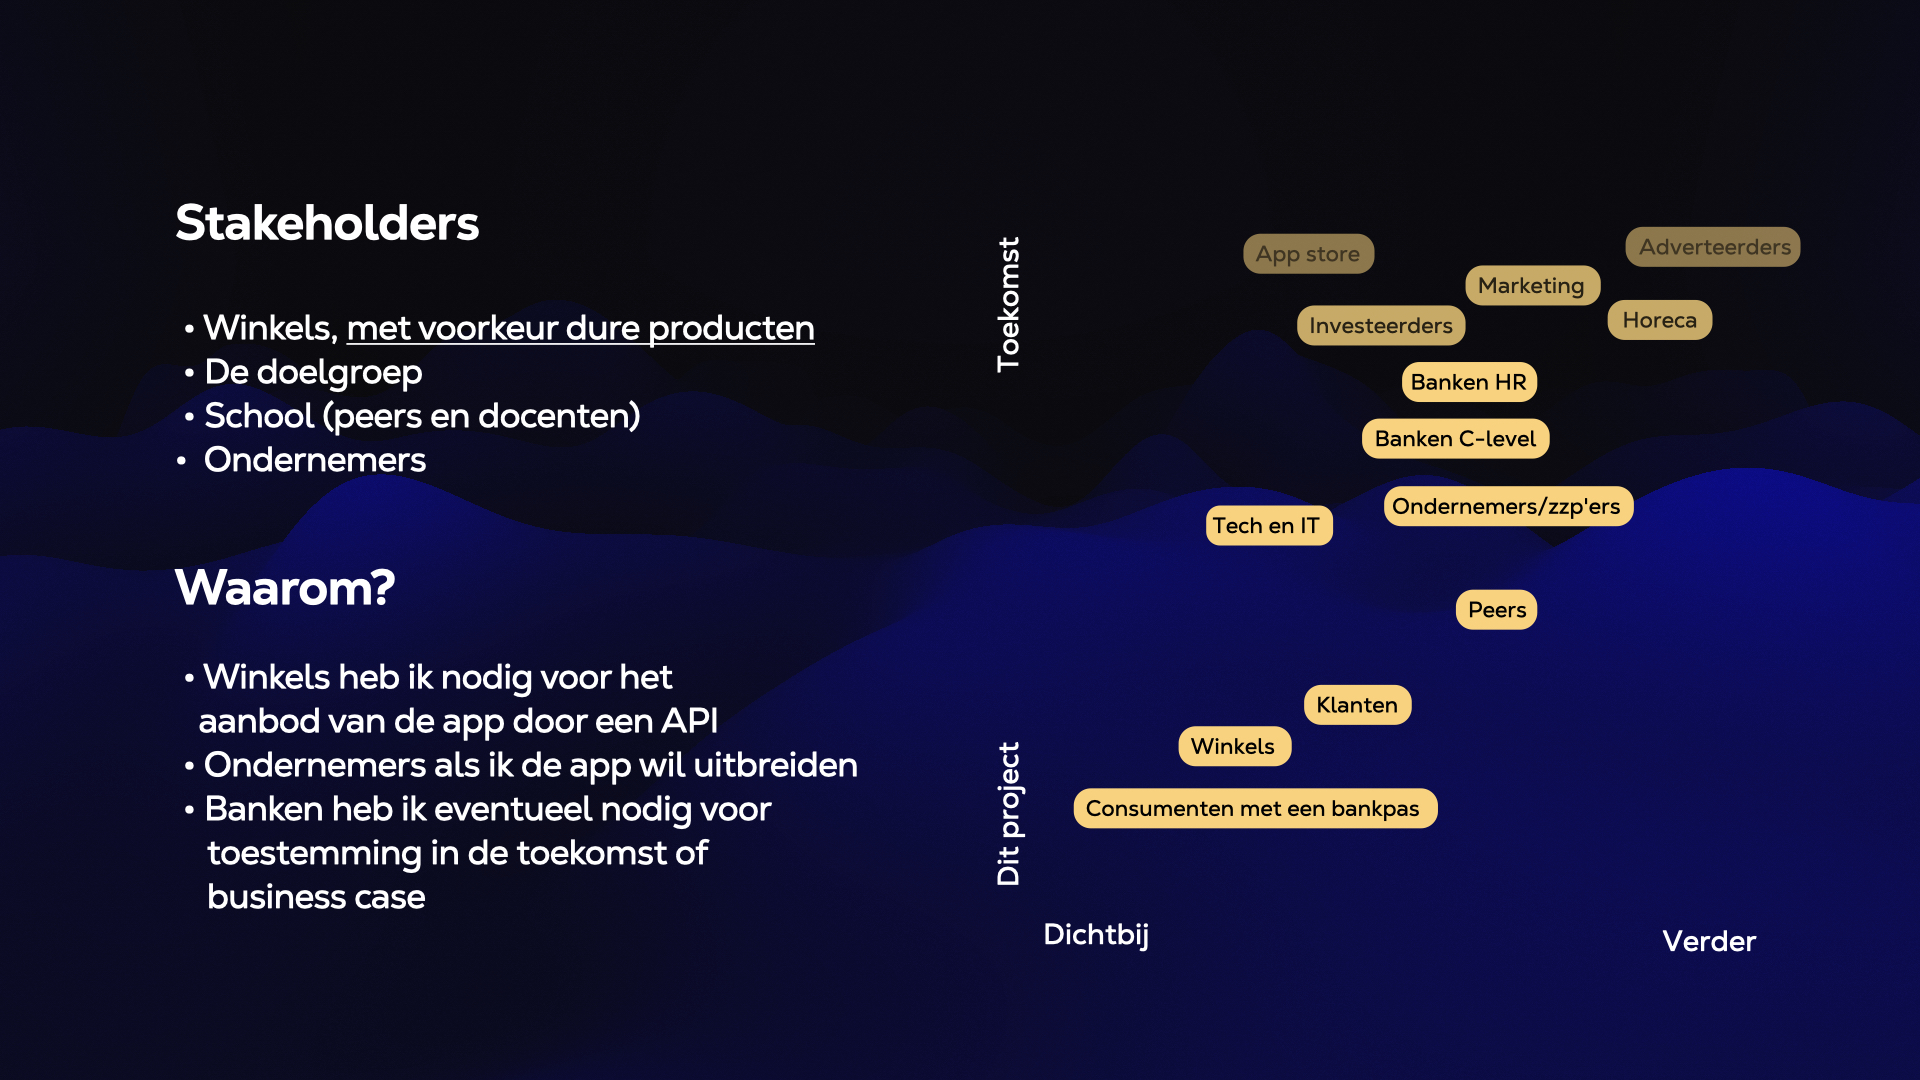 Stakeholders
• Winkels, met voorkeur dure producten
• De doelgroep
• School (peers en docenten)
• Ondernemers
Waarom?
• Winkels heb ik nodig voor het
aanbod van de app door een API
• Ondernemers als ik de app wil uitbreiden
• Banken heb ik eventueel nodig voor
toestemming in de toekomst of
business case
Toekomst
Dit project
App store
Adverteerders
Marketing
Investeerders
Horeca
Banken HR
Banken C-level
Ondernemers/zzp'ers
Tech en IT
Peers
Klanten
Winkels
Consumenten met een bankpas
Dichtbij
Verder